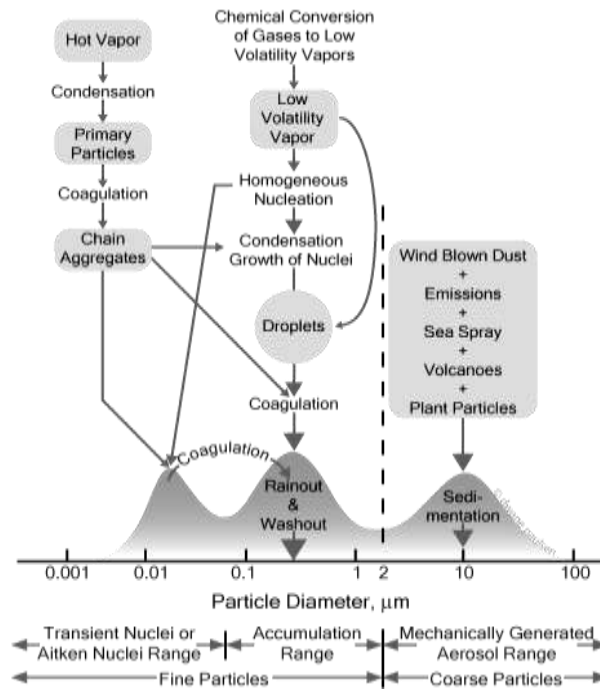 Hot Vapor
Condensation
Primary
Particles
Coagulation
Chain
Aggregates
Chemical Conversion
of Gases to Low
Volatility Vapors
Low
Volatility
Vapor
Homogeneous
Nucleation
Condensation
Growth of Nuclei
Droplets
Coagulation
Wind Blown Dust
+
Emissions
+
Sea Spray
+
Volcanoes
+
Plant Particles
Coagulation
Rainout
&
Washout
Sedi-
mentation
0.001 0.01 0.1 1 2 10 100
Particle Diameter, μm
Transient Nuclei or
Aitken Nuclei Range
Accumulation
Range
Mechanically Generated
Aerosol Range
Fine Particles
Coarse Particles